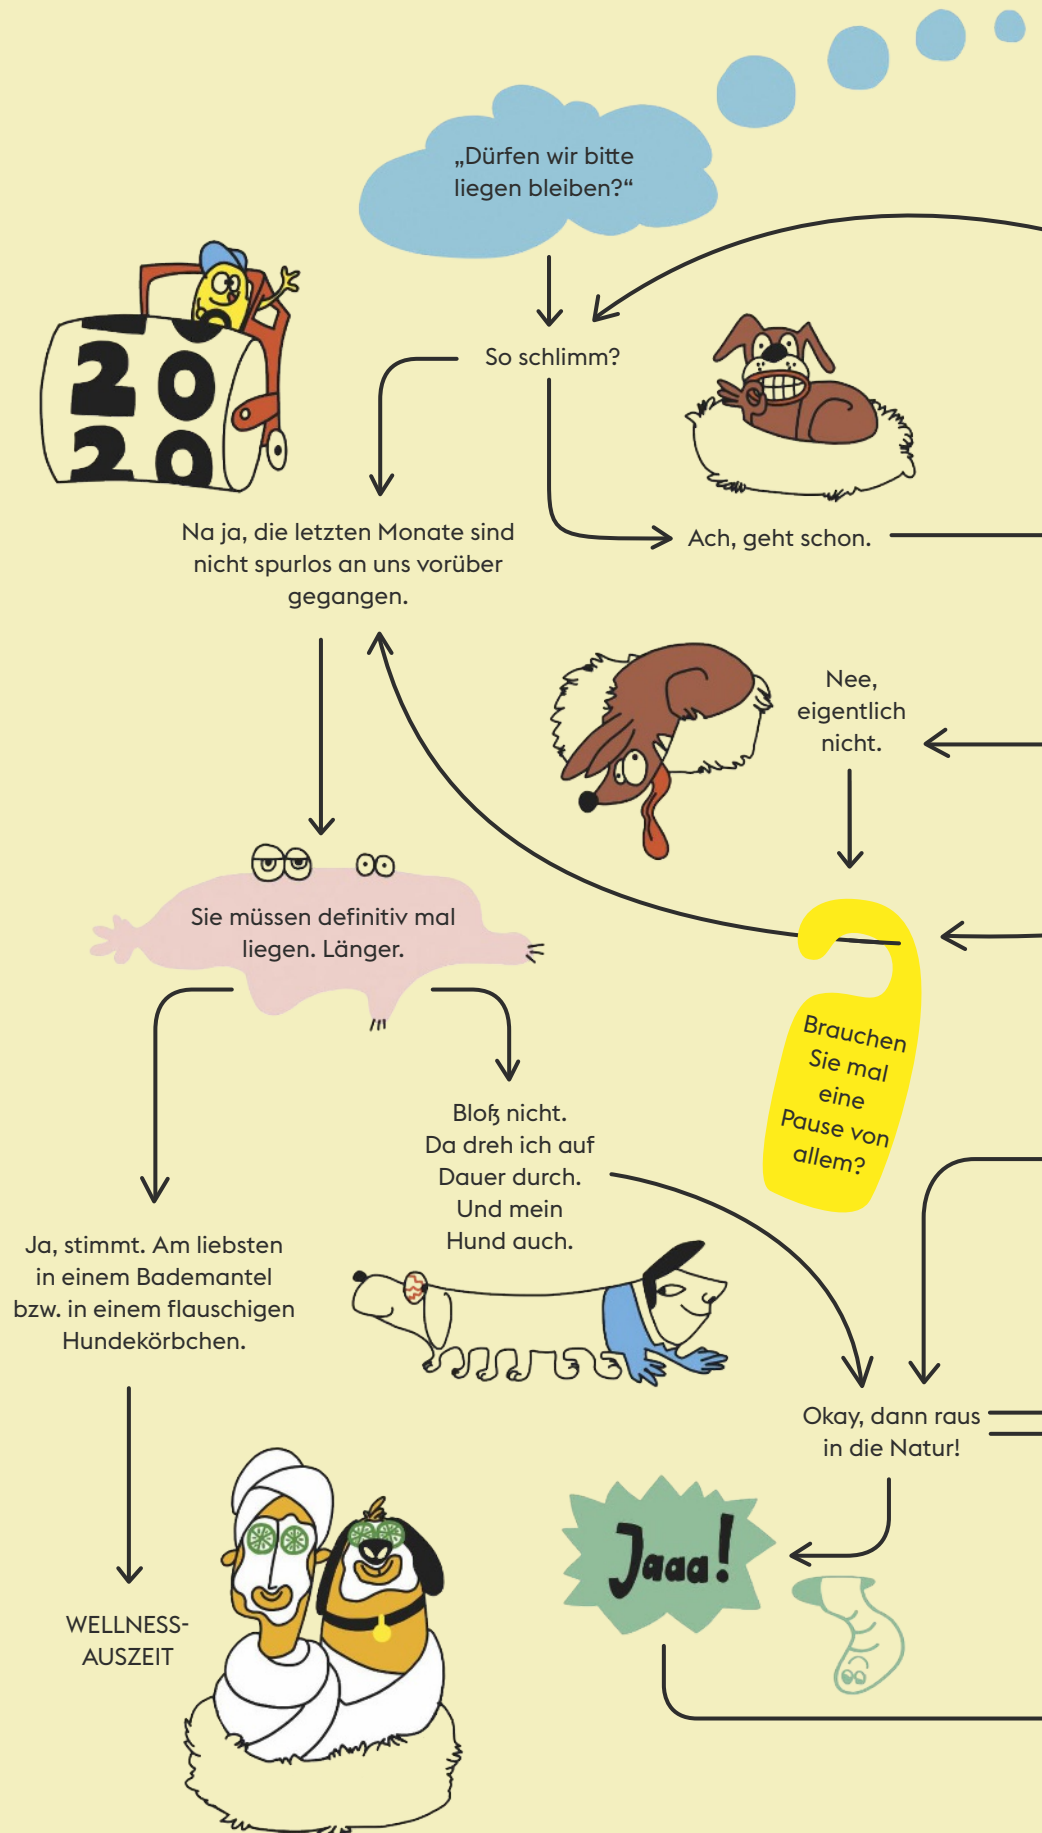 „Dürfen wir bitte
liegen bleiben?“
So schlimm?
20
20
Na ja, die letzten Monate sind
nicht spurlos an uns vorüber
gegangen.
Ach, geht schon.
Nee,
eigentlich
nicht.
Sie müssen definitiv mal
liegen. Länger.
Brauchen
Sie mal
eine
Pause von
allem?
Bloß nicht.
Da dreh ich auf
Dauer durch.
Und mein
Hund auch.
Ja, stimmt. Am liebsten
in einem Bademantel
bzw. in einem flauschigen
Hundekörbchen.
Okay, dann raus
in die Natur!
Jaaa!
WELLNESS-
AUSZEIT